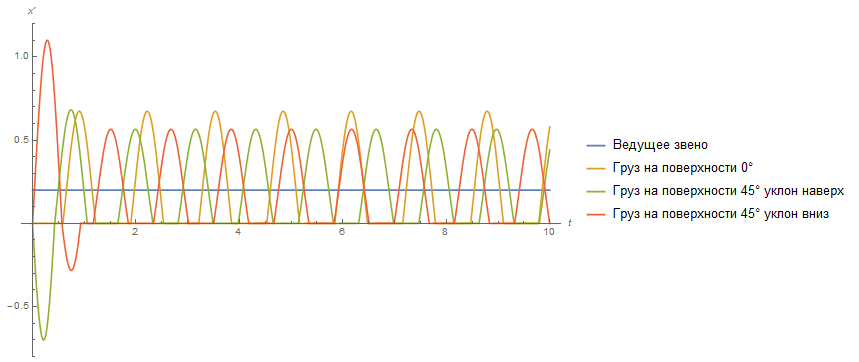 x′
1.0
0.5
−0.5
2
4
6
8
10
t
Ведущее звено
Груз на поверхности 0°
Груз на поверхности 45° уклон наверх
Груз на поверхности 45° уклон вниз